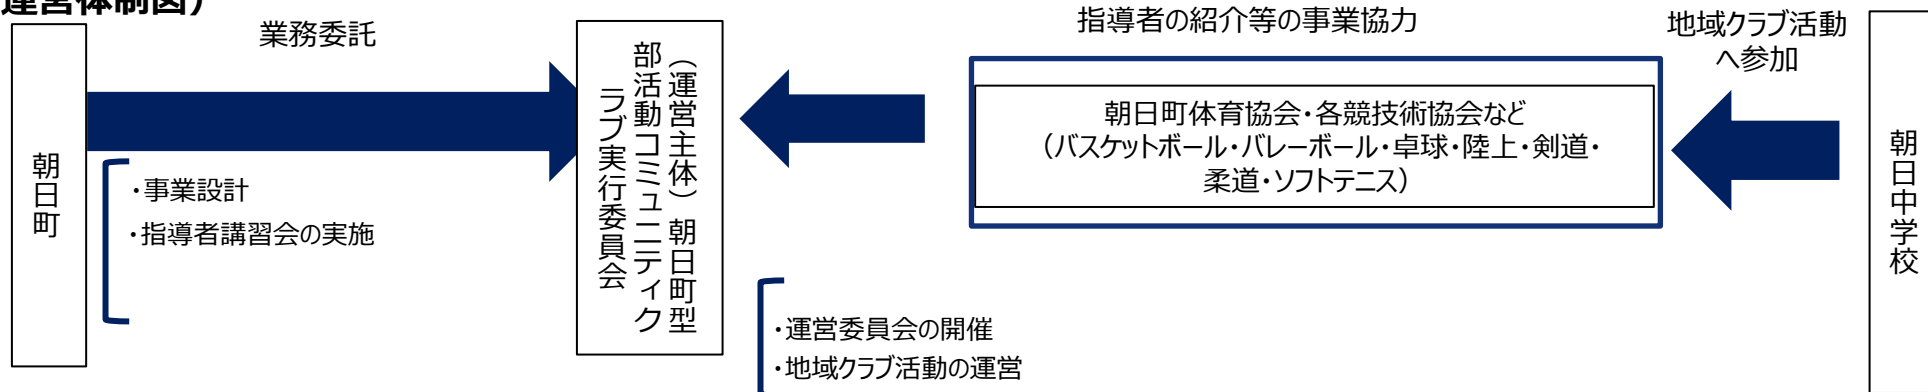 運営体制図）
業務委託
指導者の紹介等の事業協力
地域クラブ活動
へ参加
朝日町
・事業設計
・指導者講習会の実施
（運営主体）朝日町型
部活動コミュニティク
ラブ実行委員会
・運営委員会の開催
・地域クラブ活動の運営
朝日町体育協会・各競技術協会など
（バスケットボール・バレーボール・卓球・陸上・剣道・
柔道・ソフトテニス）
朝日中学校